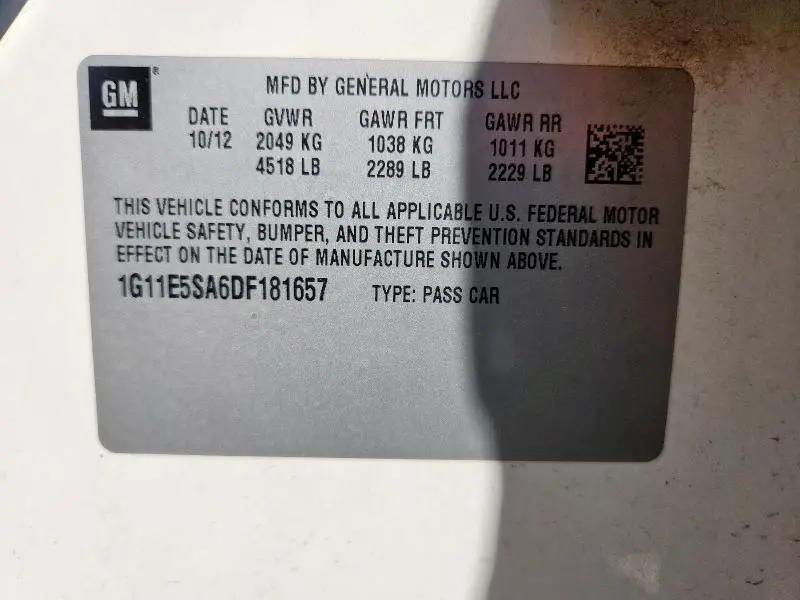 GM ®
MFD BY GENERAL MOTORS LLC
DATE GVWR GAWR FRT GAWR RR
10/12 2049 KG 1038 KG 1011 KG
4518 LB 2289 LB 2229 LB
THIS VEHICLE CONFORMS TO ALL APPLICABLE U.S. FEDERAL MOTOR
VEHICLE SAFETY, BUMPER, AND THEFT PREVENTION STANDARDS IN
EFFECT ON THE DATE OF MANUFACTURE SHOWN ABOVE.
1G11E5SA6DF181657 TYPE: PASS CAR